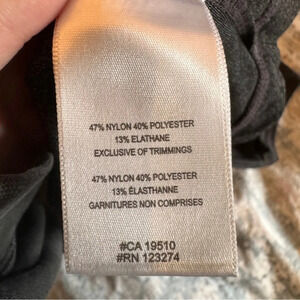 47% NYLON 40% POLYESTER
13% ELATHANE
EXCLUSIVE OF TRIMMINGS
47% NYLON 40% POLYESTER
13% ÉLASTHANNE
GARNITURES NON COMPRISES
#CA 19510
#RN 123274